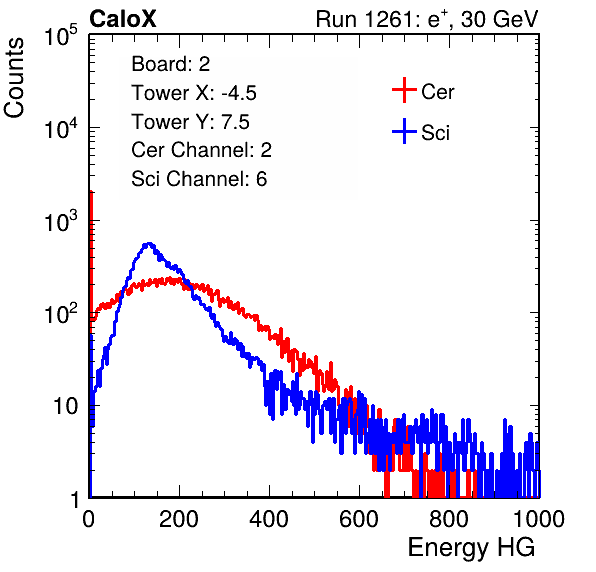 CaloX Run 1261: e⁺, 30 GeV
Counts
10⁵
10⁴
10³
10²
10
1
Board: 2
Tower X: -4.5
Tower Y: 7.5
Cer Channel: 2
Sci Channel: 6
Cer
Sci
0 200 400 600 800 1000
Energy HG